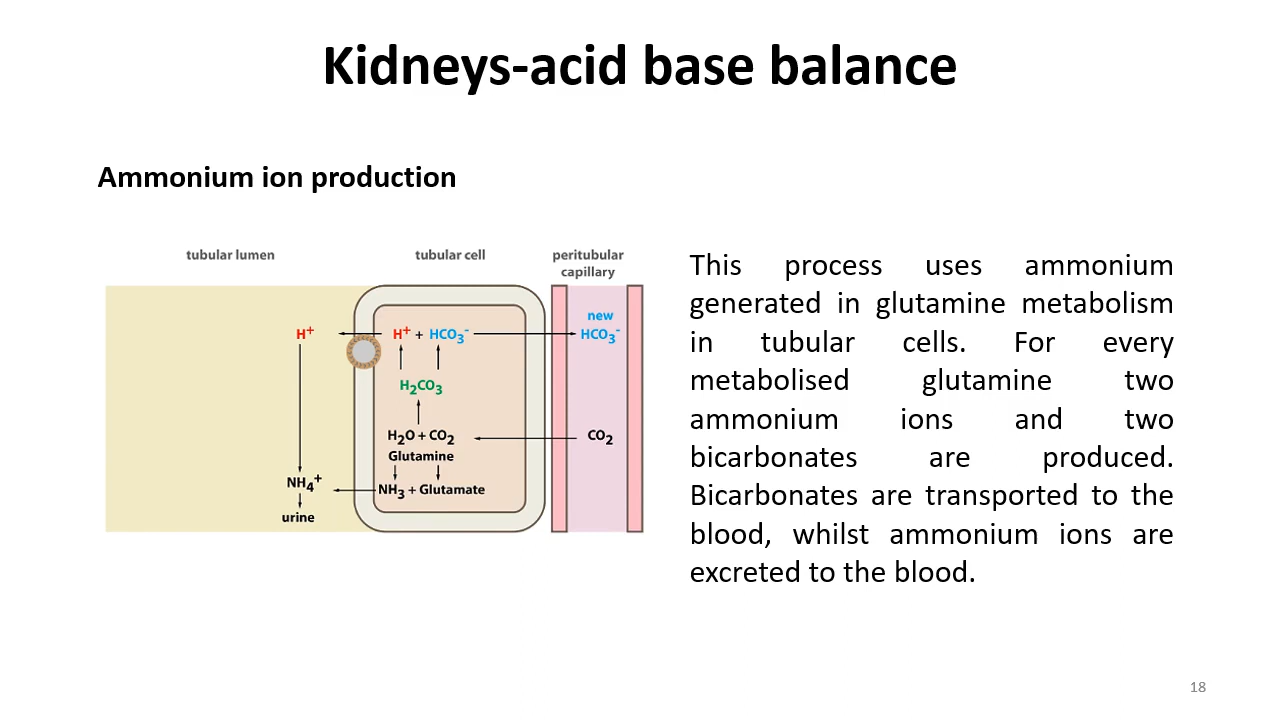 Kidneys-acid base balance
Ammonium ion production
tubular lumen
tubular cell
peritubular
capillary
H+
H+ + HCO3-
new
HCO3-
H2CO3
H2O + CO2
CO2
Glutamine
NH4+
NH3 + Glutamate
urine
This process uses ammonium
generated in glutamine metabolism
in tubular cells. For every
metabolised glutamine two
ammonium ions and two
bicarbonates are produced.
Bicarbonates are transported to the
blood, whilst ammonium ions are
excreted to the blood.
18